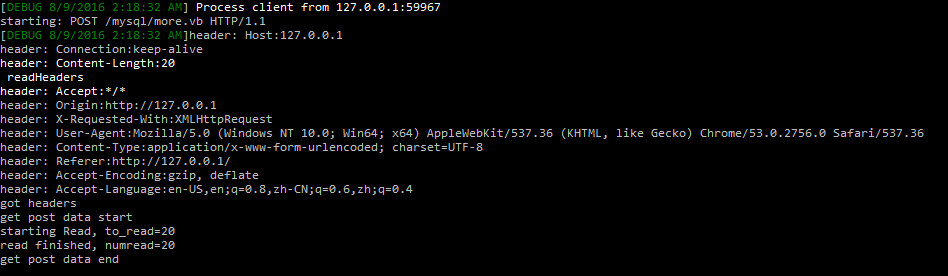 [DEBUG 8/9/2016 2:18:32 AM] Process client from 127.0.0.1:59967
starting: POST /mysql/more.vb HTTP/1.1
[DEBUG 8/9/2016 2:18:32 AM]header: Host:127.0.0.1
header: Connection:keep-alive
header: Content-Length:20
 readHeaders
header: Accept:*/*
header: Origin:http://127.0.0.1
header: X-Requested-With:XMLHttpRequest
header: User-Agent:Mozilla/5.0 (Windows NT 10.0; Win64; x64) AppleWebKit/537.36 (KHTML, like Gecko) Chrome/53.0.2756.0 Safari/537.36
header: Content-Type:application/x-www-form-urlencoded; charset=UTF-8
header: Referer:http://127.0.0.1/
header: Accept-Encoding:gzip, deflate
header: Accept-Language:en-US,en;q=0.8,zh-CN;q=0.6,zh;q=0.4
got headers
get post data start
starting Read, to_read=20
read finished, numread=20
get post data end